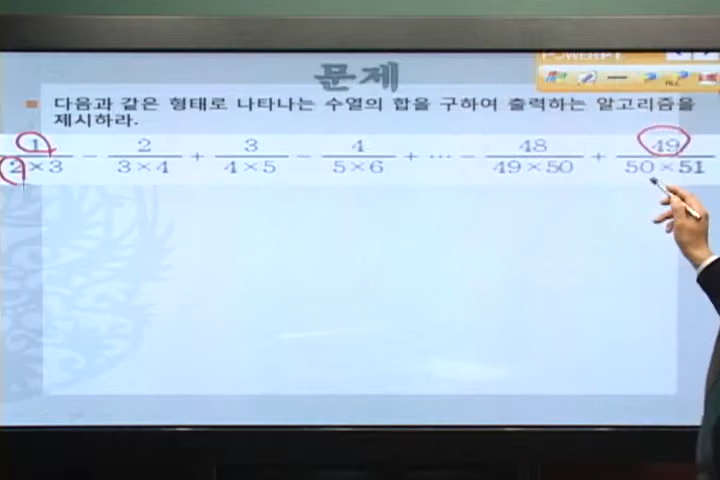 문제
다음과 같은 형태로 나타나는 수열의 합을 구하여 출력하는 알고리즘을
제시하라.
1/2×3 − 2/3×4 + 3/4×5 − 4/5×6 + ··· − 48/49×50 + 49/50×51